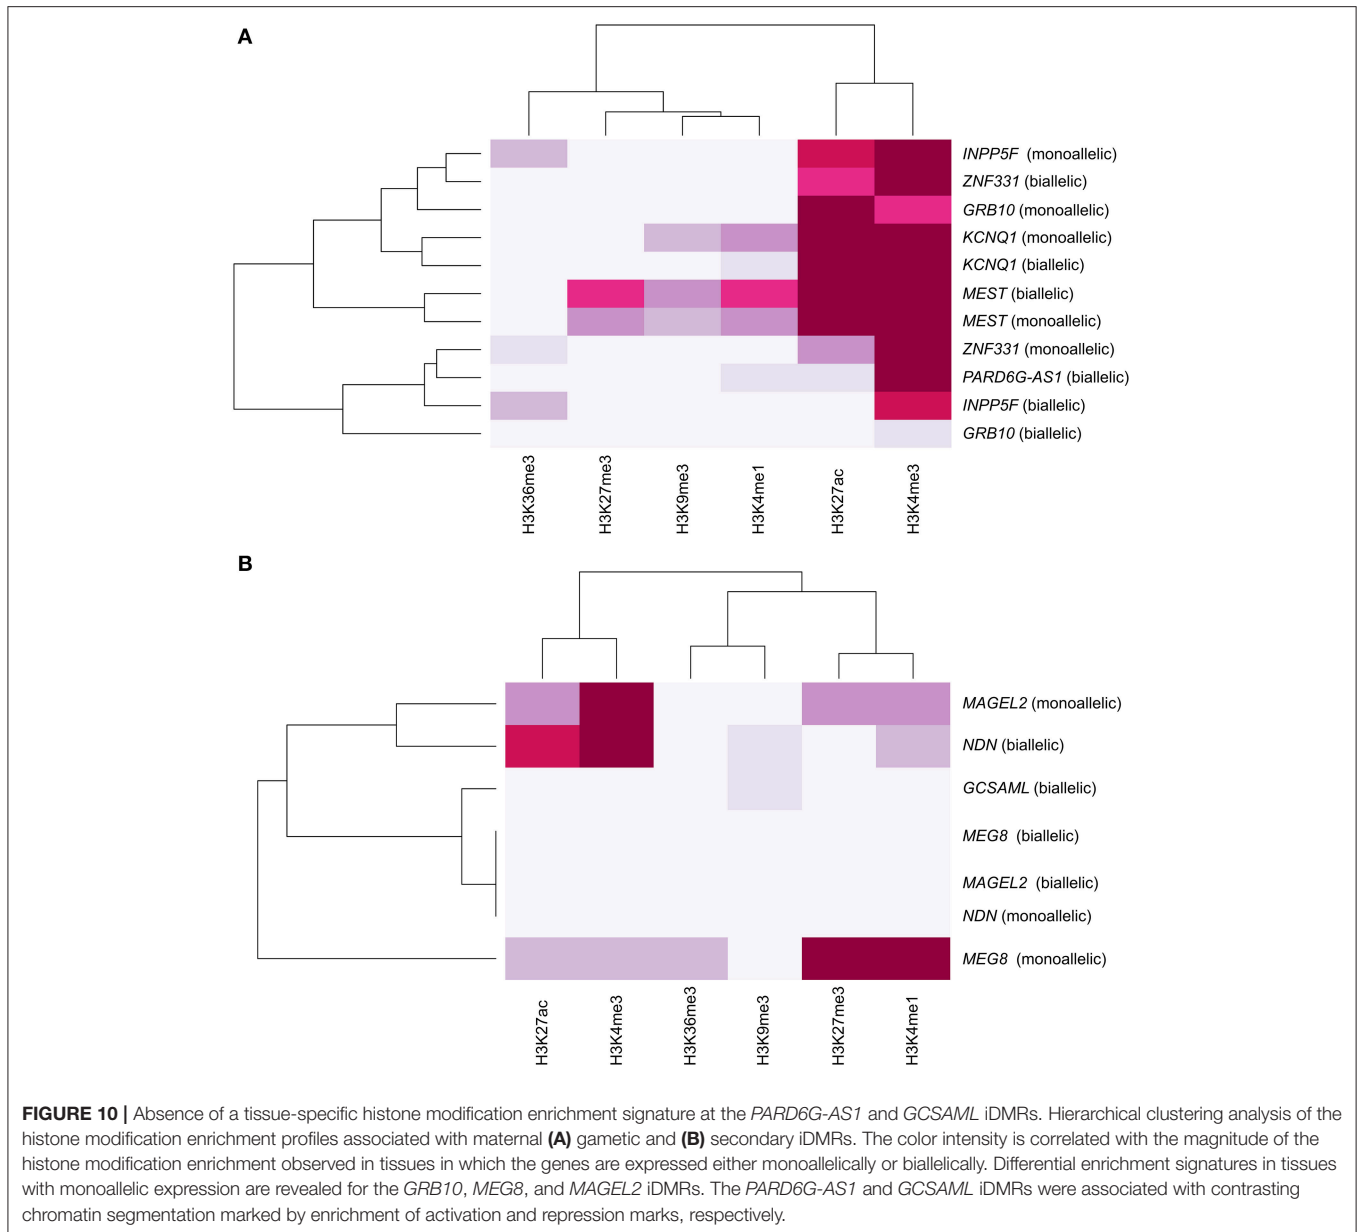 A
INPP5F (monoallelic)
ZNF331 (biallelic)
GRB10 (monoallelic)
KCNQ1 (monoallelic)
KCNQ1 (biallelic)
MEST (biallelic)
MEST (monoallelic)
ZNF331 (monoallelic)
PARD6G-AS1 (biallelic)
INPP5F (biallelic)
GRB10 (biallelic)
H3K36me3
H3K27me3
H3K9me3
H3K4me1
H3K27ac
H3K4me3
B
MAGEL2 (monoallelic)
NDN (biallelic)
GCSAML (biallelic)
MEG8 (biallelic)
MAGEL2 (biallelic)
NDN (monoallelic)
MEG8 (monoallelic)
H3K27ac
H3K4me3
H3K36me3
H3K9me3
H3K27me3
H3K4me1
FIGURE 10 | Absence of a tissue-specific histone modification enrichment signature at the PARD6G-AS1 and GCSAML iDMRs. Hierarchical clustering analysis of the
histone modification enrichment profiles associated with maternal (A) gametic and (B) secondary iDMRs. The color intensity is correlated with the magnitude of the
histone modification enrichment observed in tissues in which the genes are expressed either monoallelically or biallelically. Differential enrichment signatures in tissues
with monoallelic expression are revealed for the GRB10, MEG8, and MAGEL2 iDMRs. The PARD6G-AS1 and GCSAML iDMRs were associated with contrasting
chromatin segmentation marked by enrichment of activation and repression marks, respectively.